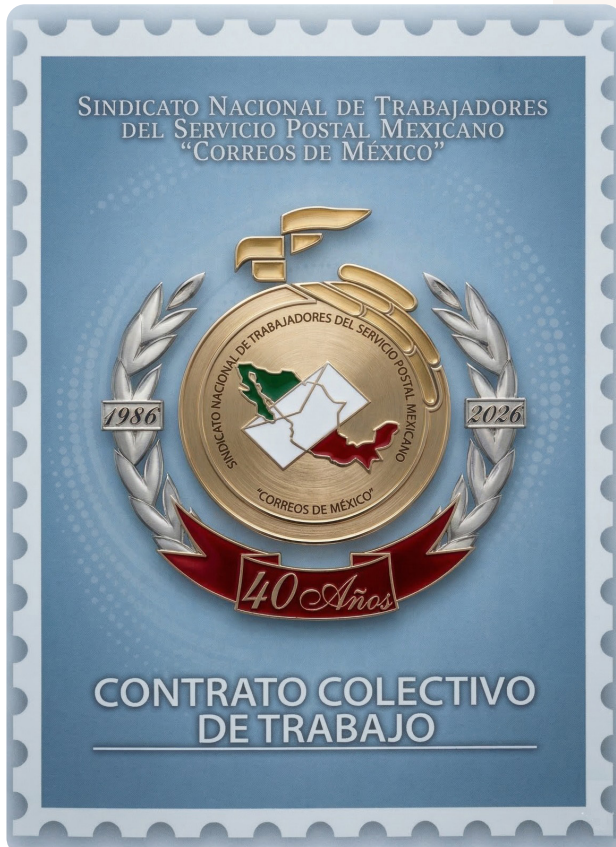 SINDICATO NACIONAL DE TRABAJADORES
DEL SERVICIO POSTAL MEXICANO
“CORREOS DE MÉXICO”
SINDICATO NACIONAL DE TRABAJADORES DEL SERVICIO POSTAL MEXICANO
“CORREOS DE MÉXICO”
1986
2026
40 Años
CONTRATO COLECTIVO
DE TRABAJO